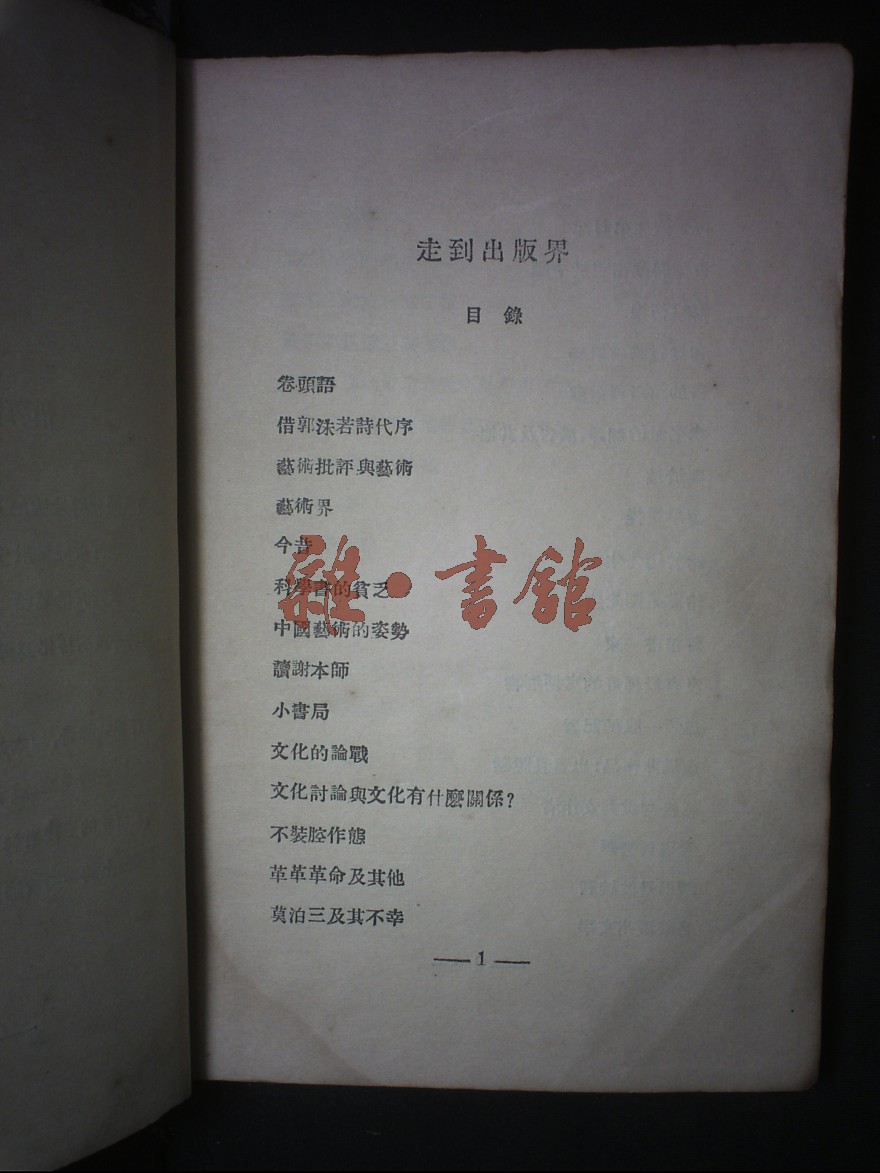 走到出版界
目錄
卷頭語
借郭沫若詩代序
藝術批評與藝術
藝術界
今昔
雜·書館
科學書的貧乏
中國藝術的姿勢
讀謝本師
小書局
文化的論戰
文化討論與文化有什麽關係？
不裝腔作態
革革革命及其他
莫泊三及其不幸
— 1 —